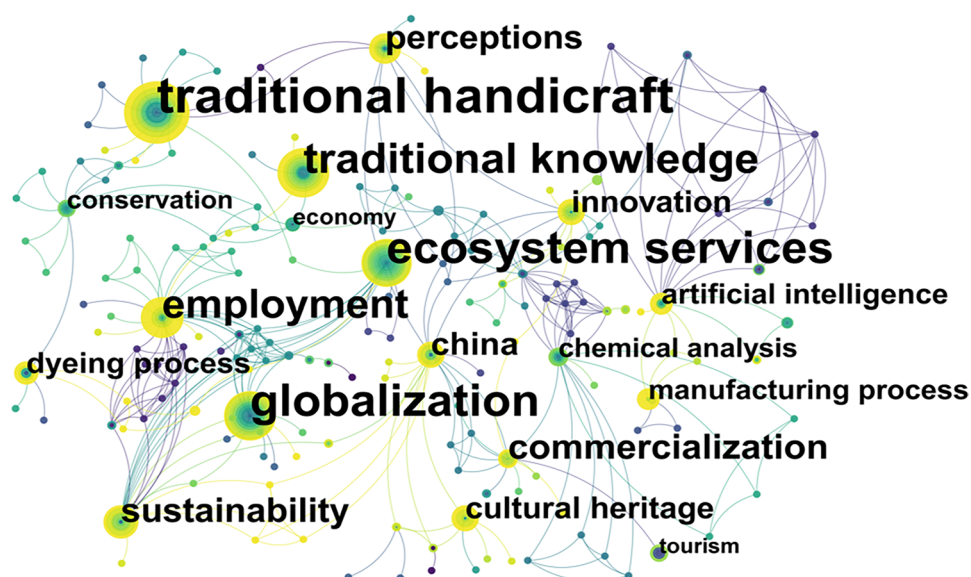 perceptions
traditional handicraft
traditional knowledge
conservation
innovation
economy
ecosystem services
artificial intelligence
employment
china
chemical analysis
dyeing process
manufacturing process
globalization
commercialization
sustainability
cultural heritage
tourism